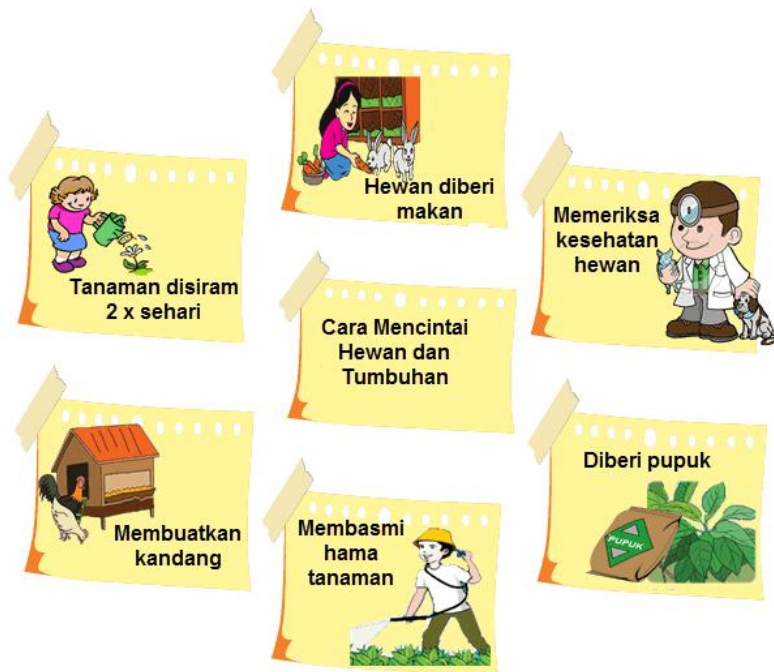 Hewan diberi
makan
Tanaman disiram
2 x sehari
Memeriksa
kesehatan
hewan
Cara Mencintai
Hewan dan
Tumbuhan
Membuatkan
kandang
Membasmi
hama
tanaman
Diberi pupuk
PUPUK